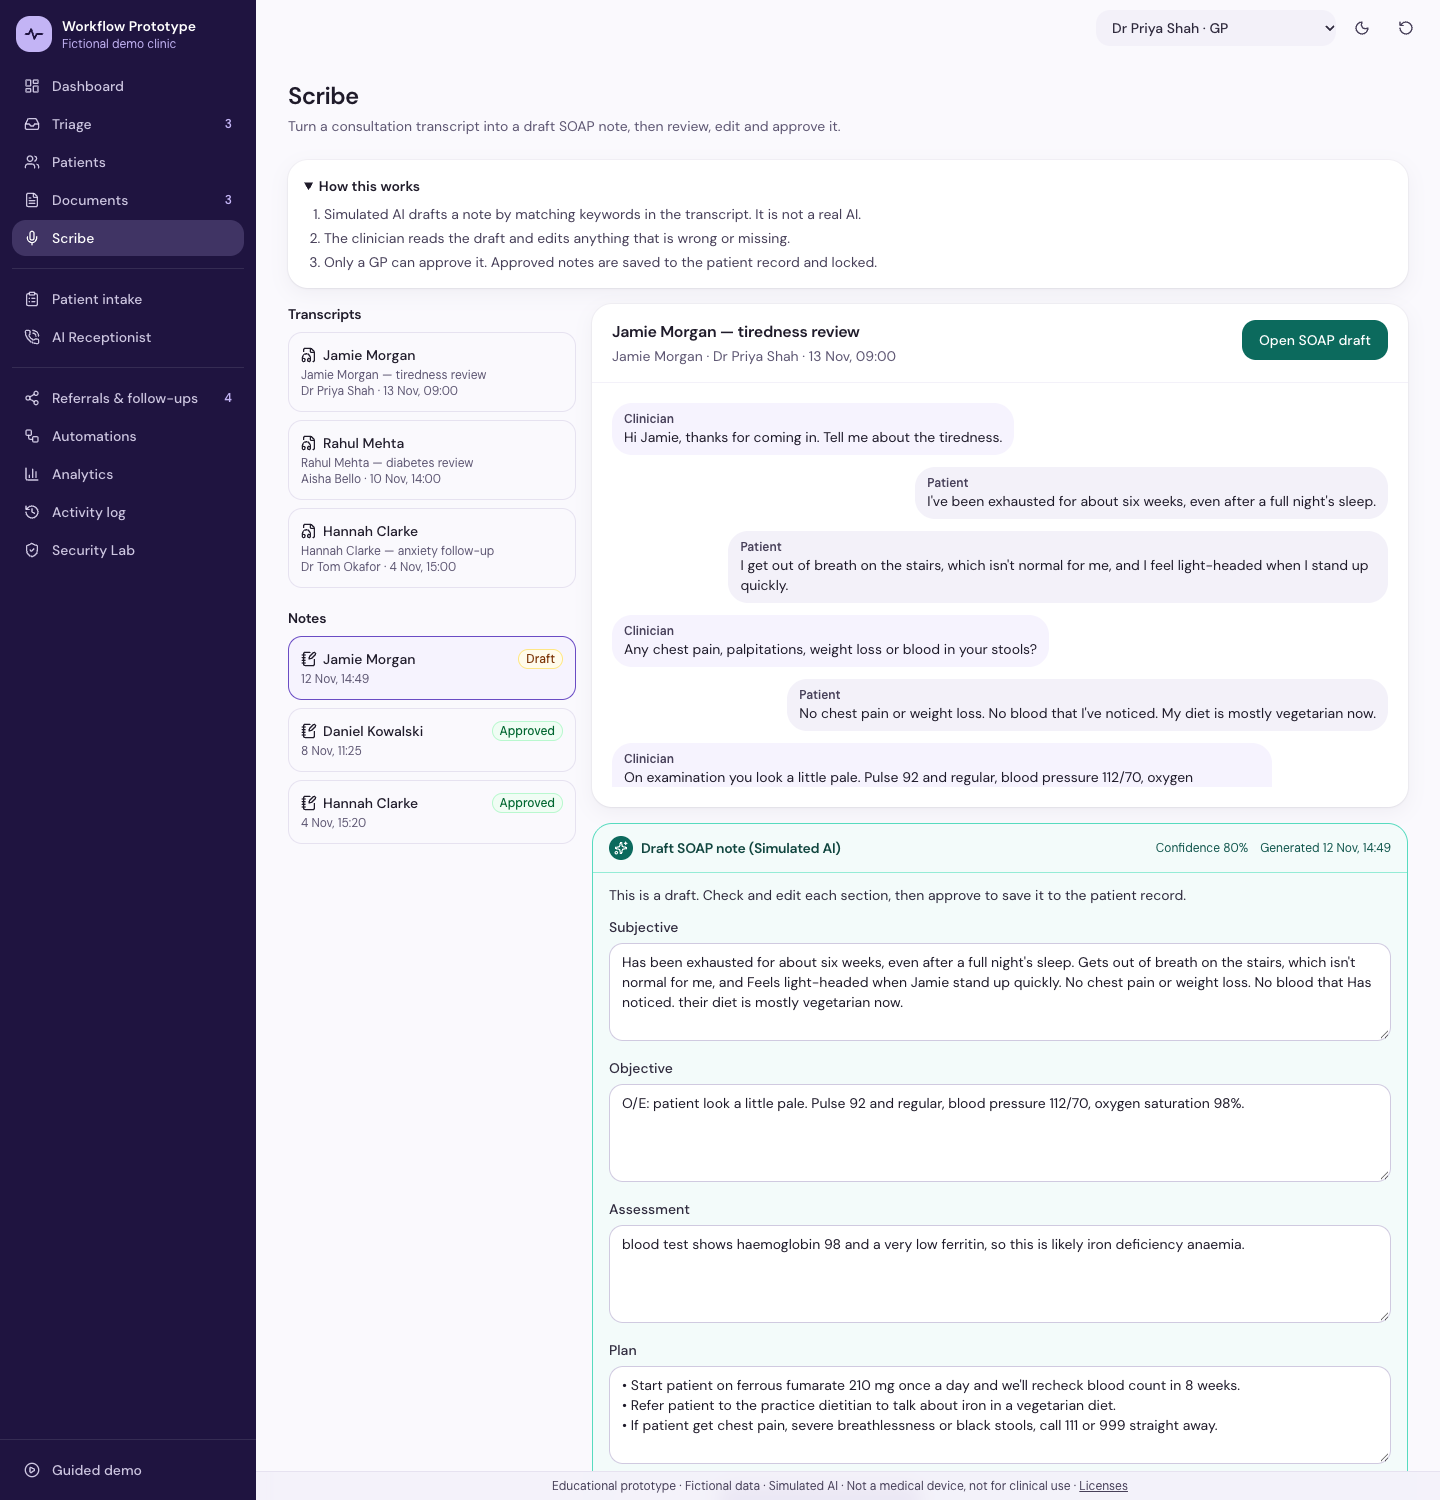 Workflow Prototype
Fictional demo clinic
Dashboard
Triage 3
Patients
Documents 3
Scribe
Patient intake
AI Receptionist
Referrals & follow-ups 4
Automations
Analytics
Activity log
Security Lab
Guided demo
Dr Priya Shah · GP
Scribe
Turn a consultation transcript into a draft SOAP note, then review, edit and approve it.
How this works
1. Simulated AI drafts a note by matching keywords in the transcript. It is not a real AI.
2. The clinician reads the draft and edits anything that is wrong or missing.
3. Only a GP can approve it. Approved notes are saved to the patient record and locked.
Transcripts
Jamie Morgan
Jamie Morgan — tiredness review
Dr Priya Shah · 13 Nov, 09:00
Rahul Mehta
Rahul Mehta — diabetes review
Aisha Bello · 10 Nov, 14:00
Hannah Clarke
Hannah Clarke — anxiety follow-up
Dr Tom Okafor · 4 Nov, 15:00
Notes
Jamie Morgan Draft
12 Nov, 14:49
Daniel Kowalski Approved
8 Nov, 11:25
Hannah Clarke Approved
4 Nov, 15:20
Jamie Morgan — tiredness review
Jamie Morgan · Dr Priya Shah · 13 Nov, 09:00
Open SOAP draft
Clinician
Hi Jamie, thanks for coming in. Tell me about the tiredness.
Patient
I've been exhausted for about six weeks, even after a full night's sleep.
Patient
I get out of breath on the stairs, which isn't normal for me, and I feel light-headed when I stand up
quickly.
Clinician
Any chest pain, palpitations, weight loss or blood in your stools?
Patient
No chest pain or weight loss. No blood that I've noticed. My diet is mostly vegetarian now.
Clinician
On examination you look a little pale. Pulse 92 and regular, blood pressure 112/70, oxygen
Draft SOAP note (Simulated AI) Confidence 80% Generated 12 Nov, 14:49
This is a draft. Check and edit each section, then approve to save it to the patient record.
Subjective
Has been exhausted for about six weeks, even after a full night's sleep. Gets out of breath on the stairs, which isn't
normal for me, and Feels light-headed when Jamie stand up quickly. No chest pain or weight loss. No blood that Has
noticed. their diet is mostly vegetarian now.
Objective
O/E: patient look a little pale. Pulse 92 and regular, blood pressure 112/70, oxygen saturation 98%.
Assessment
blood test shows haemoglobin 98 and a very low ferritin, so this is likely iron deficiency anaemia.
Plan
• Start patient on ferrous fumarate 210 mg once a day and we'll recheck blood count in 8 weeks.
• Refer patient to the practice dietitian to talk about iron in a vegetarian diet.
• If patient get chest pain, severe breathlessness or black stools, call 111 or 999 straight away.
Educational prototype · Fictional data · Simulated AI · Not a medical device, not for clinical use · Licenses